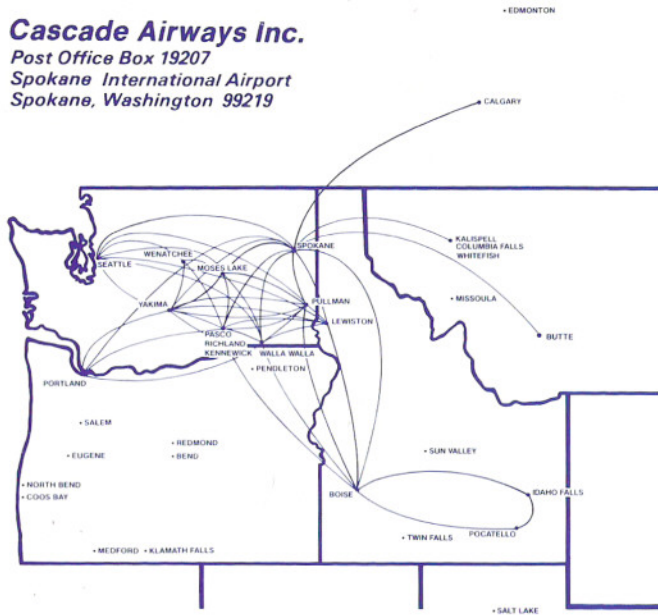 Cascade Airways Inc.
Post Office Box 19207
Spokane International Airport
Spokane, Washington 99219
EDMONTON
CALGARY
SPOKANE
KALISPELL
COLUMBIA FALLS
WHITEFISH
WENATCHEE
SEATTLE
MOSES LAKE
MISSOULA
YAKIMA
PULLMAN
LEWISTON
PASCO
RICHLAND
KENNEWICK
WALLA WALLA
BUTTE
PENDLETON
PORTLAND
SALEM
REDMOND
EUGENE
BEND
SUN VALLEY
NORTH BEND
COOS BAY
BOISE
IDAHO FALLS
POCATELLO
TWIN FALLS
MEDFORD
KLAMATH FALLS
SALT LAKE